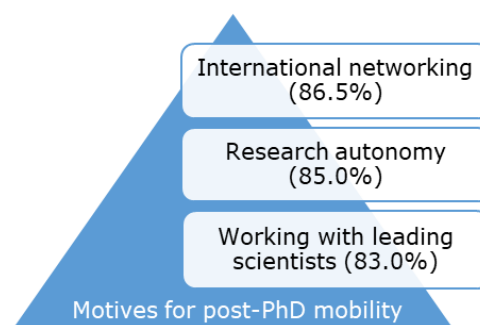 International networking
(86.5%)
Research autonomy
(85.0%)
Working with leading
scientists (83.0%)
Motives for post-PhD mobility